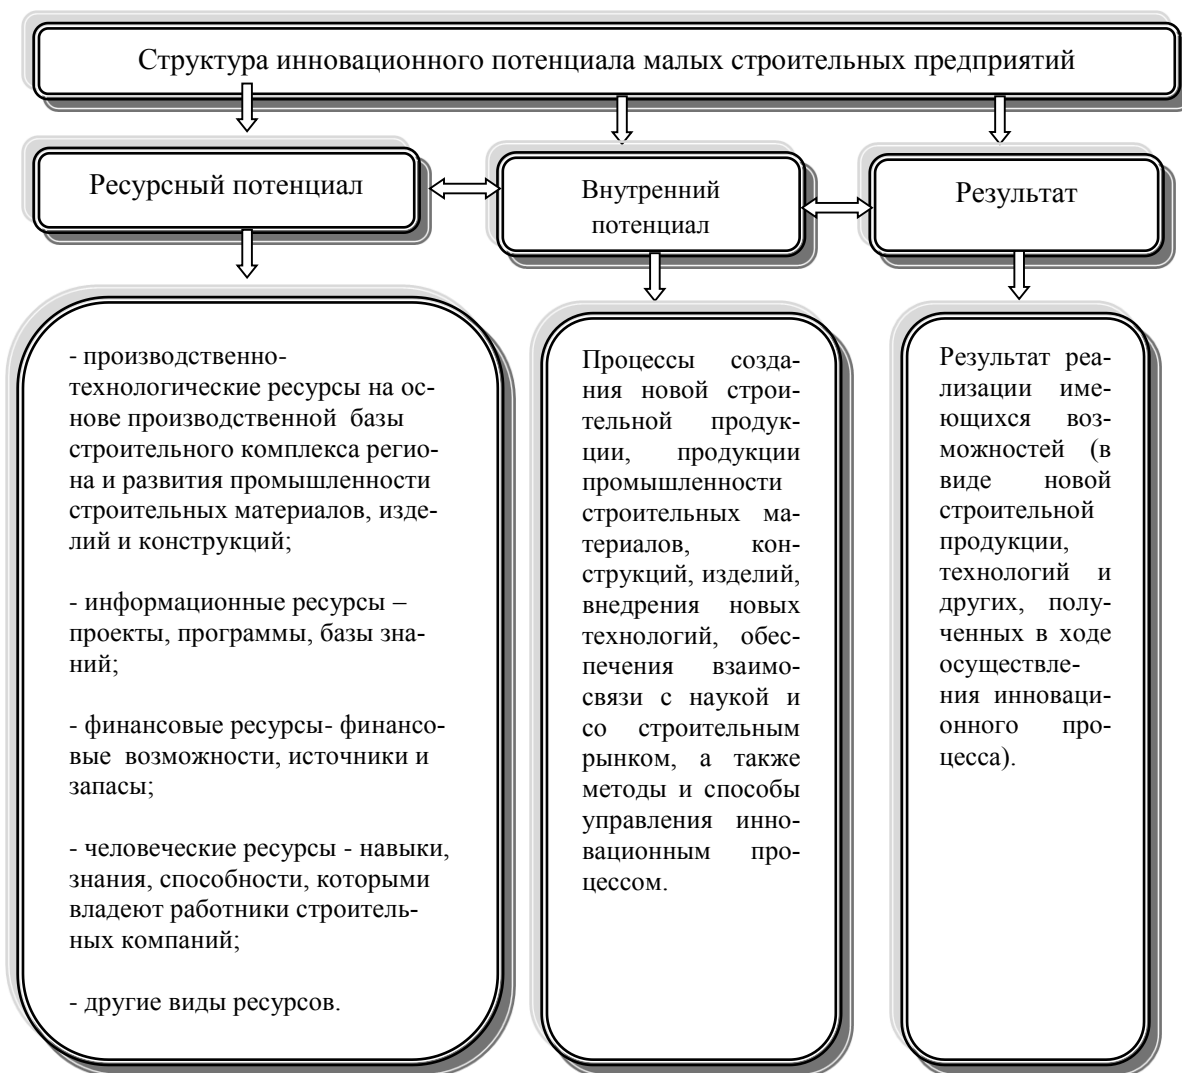 Структура инновационного потенциала малых строительных предприятий
Ресурсный потенциал
Внутренний
потенциал
Результат
- производственно-
технологические ресурсы на ос-
нове производственной базы
строительного комплекса регио-
на и развития промышленности
строительных материалов, изде-
лий и конструкций;
- информационные ресурсы –
проекты, программы, базы зна-
ний;
- финансовые ресурсы- финансо-
вые возможности, источники и
запасы;
- человеческие ресурсы - навыки,
знания, способности, которыми
владеют работники строитель-
ных компаний;
- другие виды ресурсов.
Процессы созда-
ния новой строи-
тельной продук-
ции, продукции
промышленности
строительных ма-
териалов, кон-
струкций, изделий,
внедрения новых
технологий, обес-
печения взаимо-
связи с наукой и
со строительным
рынком, а также
методы и способы
управления инно-
вационным про-
цессом.
Результат реа-
лизации име-
ющихся воз-
можностей (в
виде новой
строительной
продукции,
технологий и
других, полу-
ченных в ходе
осуществле-
ния инноваци-
онного про-
цесса).